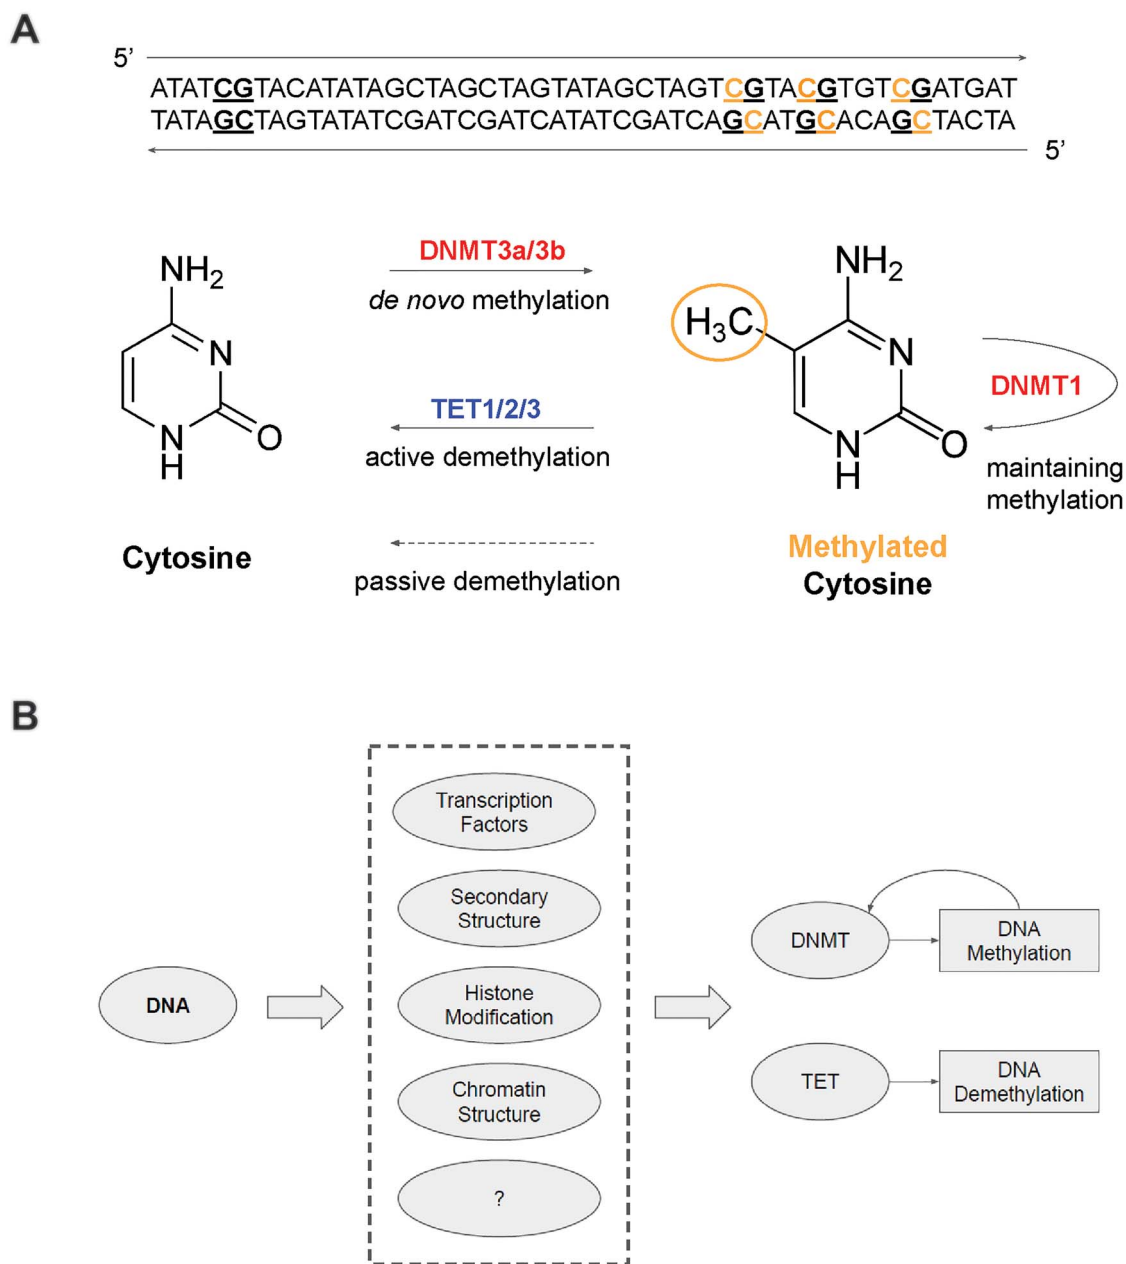 A
5’
ATATCGTACATATAGCTAGCTAGTATAGCTAGTCGTACGTGTCGATGAT
TATAGCTAGTATATCGATCGATCATATCGATCAGCATGCACAGCTACTA
5’
NH2
N
N
H
O
Cytosine
DNMT3a/3b
de novo methylation
TET1/2/3
active demethylation
passive demethylation
NH2
H3C
N
N
H
O
Methylated
Cytosine
DNMT1
maintaining
methylation
B
DNA
Transcription
Factors
Secondary
Structure
Histone
Modification
Chromatin
Structure
?
DNMT
DNA
Methylation
TET
DNA
Demethylation